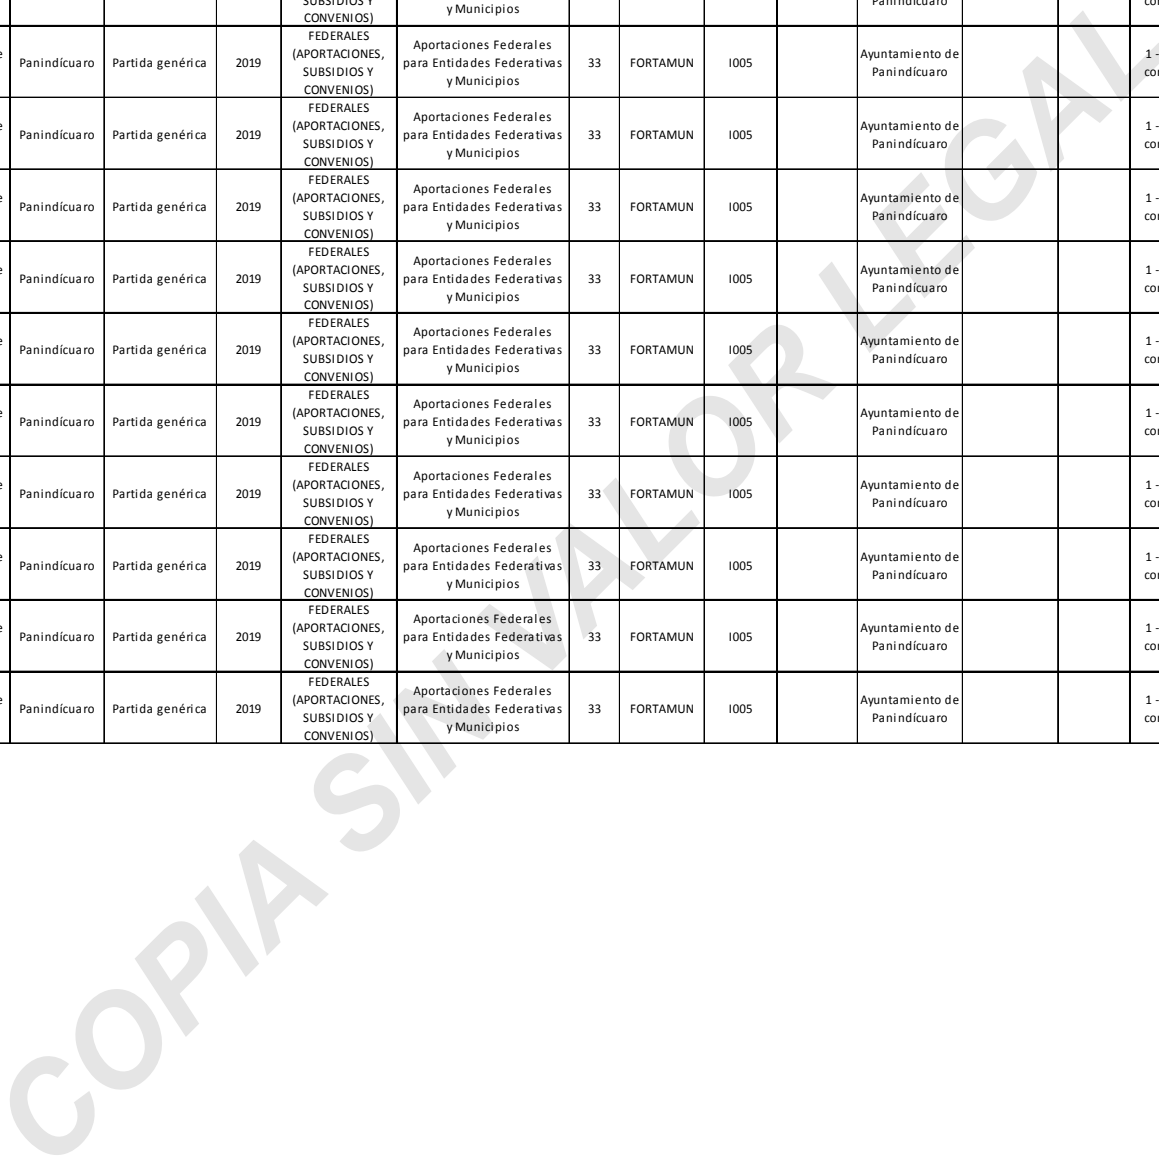 SUBSIDIOS Y
CONVENIOS)
y Municipios
Panindícuaro
Panindícuaro Partida genérica 2019 FEDERALES (APORTACIONES, SUBSIDIOS Y CONVENIOS) Aportaciones Federales para Entidades Federativas y Municipios 33 FORTAMUN I005 Ayuntamiento de Panindícuaro 1 -
Panindícuaro Partida genérica 2019 FEDERALES (APORTACIONES, SUBSIDIOS Y CONVENIOS) Aportaciones Federales para Entidades Federativas y Municipios 33 FORTAMUN I005 Ayuntamiento de Panindícuaro 1 -
Panindícuaro Partida genérica 2019 FEDERALES (APORTACIONES, SUBSIDIOS Y CONVENIOS) Aportaciones Federales para Entidades Federativas y Municipios 33 FORTAMUN I005 Ayuntamiento de Panindícuaro 1 -
Panindícuaro Partida genérica 2019 FEDERALES (APORTACIONES, SUBSIDIOS Y CONVENIOS) Aportaciones Federales para Entidades Federativas y Municipios 33 FORTAMUN I005 Ayuntamiento de Panindícuaro 1 -
Panindícuaro Partida genérica 2019 FEDERALES (APORTACIONES, SUBSIDIOS Y CONVENIOS) Aportaciones Federales para Entidades Federativas y Municipios 33 FORTAMUN I005 Ayuntamiento de Panindícuaro 1 -
Panindícuaro Partida genérica 2019 FEDERALES (APORTACIONES, SUBSIDIOS Y CONVENIOS) Aportaciones Federales para Entidades Federativas y Municipios 33 FORTAMUN I005 Ayuntamiento de Panindícuaro 1 -
Panindícuaro Partida genérica 2019 FEDERALES (APORTACIONES, SUBSIDIOS Y CONVENIOS) Aportaciones Federales para Entidades Federativas y Municipios 33 FORTAMUN I005 Ayuntamiento de Panindícuaro 1 -
Panindícuaro Partida genérica 2019 FEDERALES (APORTACIONES, SUBSIDIOS Y CONVENIOS) Aportaciones Federales para Entidades Federativas y Municipios 33 FORTAMUN I005 Ayuntamiento de Panindícuaro 1 -
Panindícuaro Partida genérica 2019 FEDERALES (APORTACIONES, SUBSIDIOS Y CONVENIOS) Aportaciones Federales para Entidades Federativas y Municipios 33 FORTAMUN I005 Ayuntamiento de Panindícuaro 1 -
Panindícuaro Partida genérica 2019 FEDERALES (APORTACIONES, SUBSIDIOS Y CONVENIOS) Aportaciones Federales para Entidades Federativas y Municipios 33 FORTAMUN I005 Ayuntamiento de Panindícuaro 1 -
COPIA SIN VALOR LEGAL